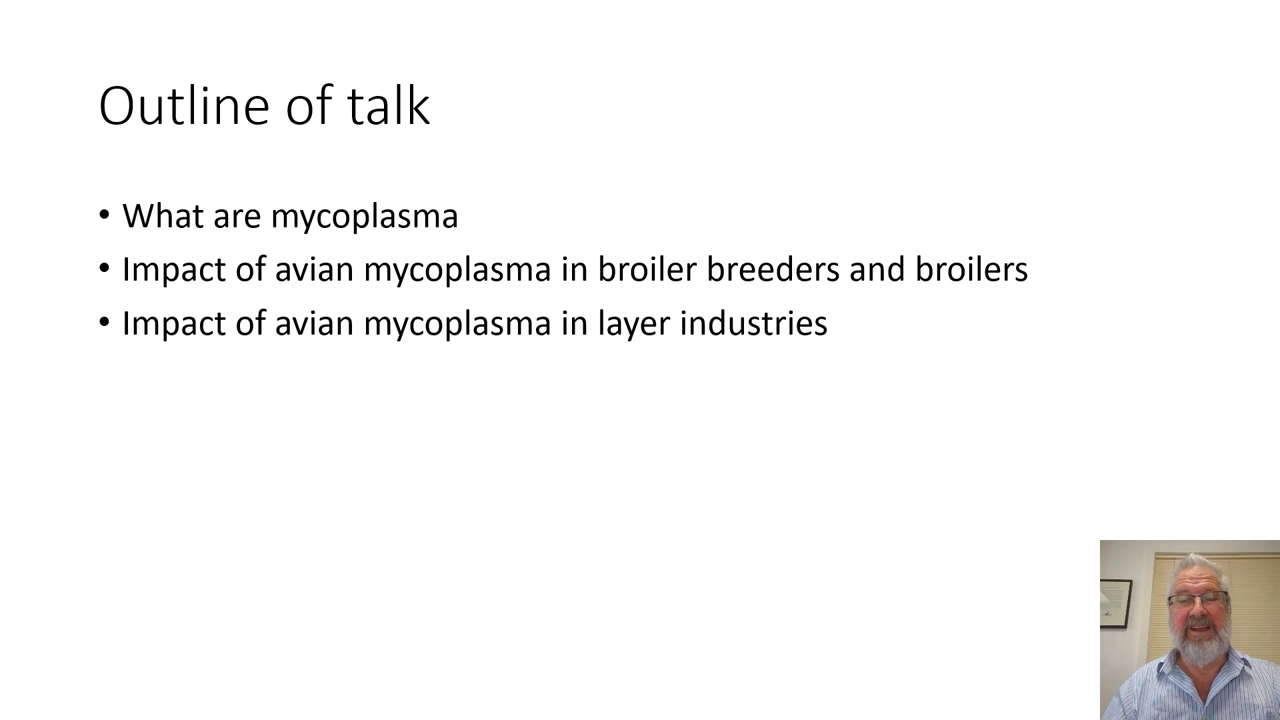 Outline of talk
• What are mycoplasma
• Impact of avian mycoplasma in broiler breeders and broilers
• Impact of avian mycoplasma in layer industries